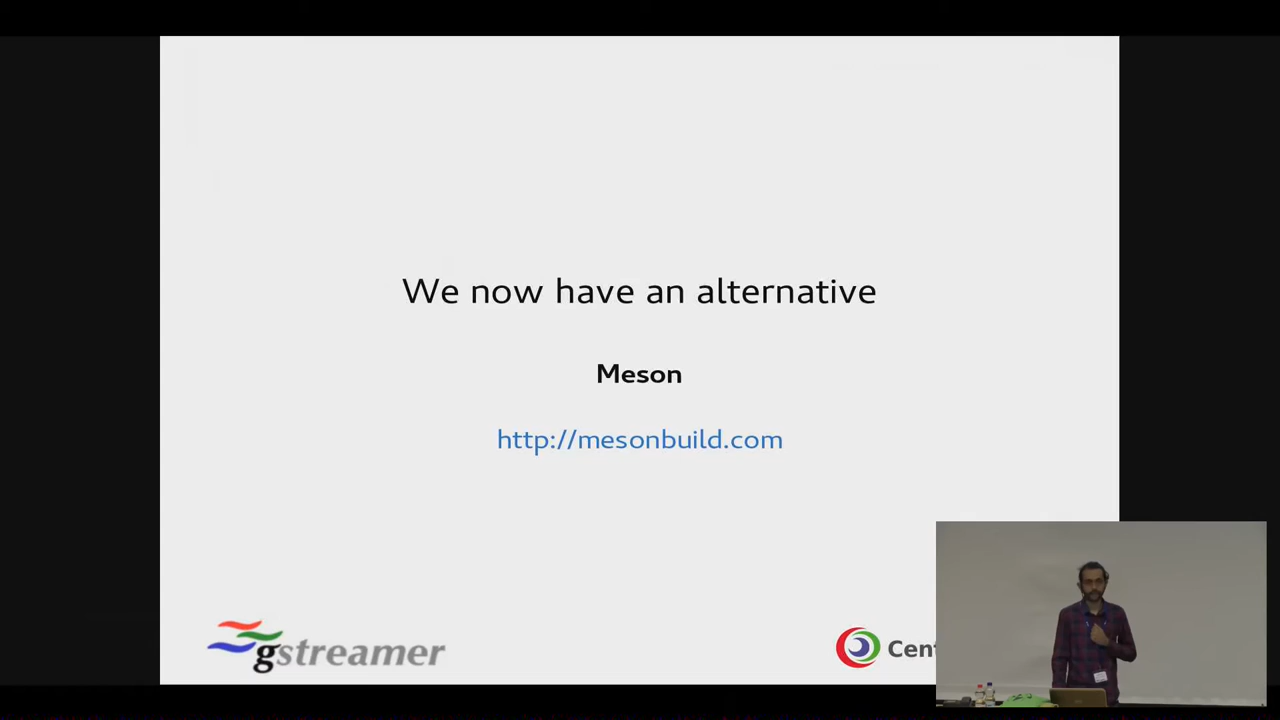 We now have an alternative
Meson
http://mesonbuild.com
gstreamer
Cent